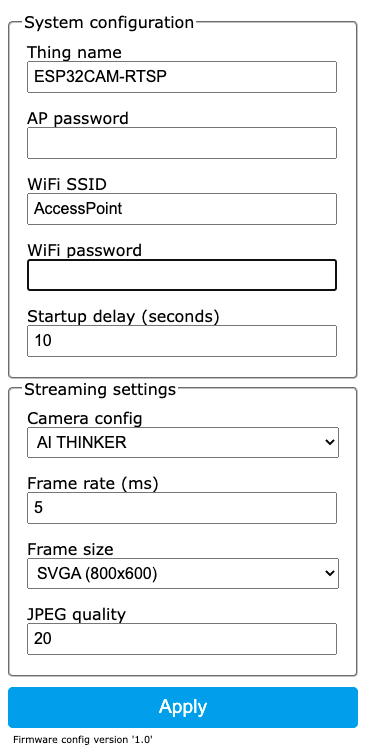 System configuration
Thing name
ESP32CAM-RTSP
AP password
WiFi SSID
AccessPoint
WiFi password
Startup delay (seconds)
10
Streaming settings
Camera config
AI THINKER
Frame rate (ms)
5
Frame size
SVGA (800x600)
JPEG quality
20
Apply
Firmware config version '1.0'